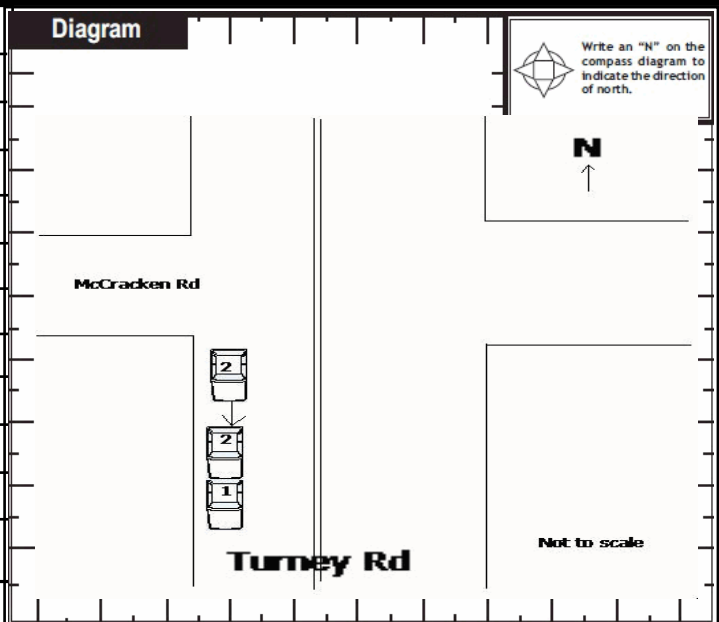 Diagram
Write an "N" on the
compass diagram to
indicate the direction
of north.
N
McCracken Rd
2
2
1
Not to scale
Turney Rd